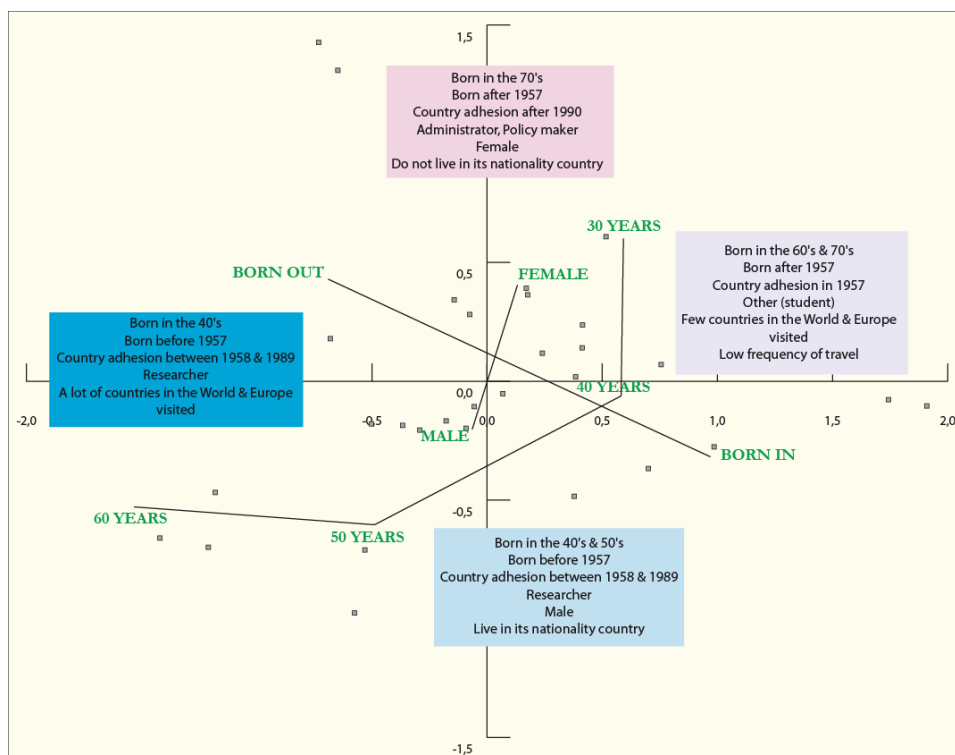 1,5
Born in the 70's
Born after 1957
Country adhesion after 1990
Administrator, Policy maker
Female
Do not live in its nationality country
30 YEARS
Born in the 60's & 70's
Born after 1957
Country adhesion in 1957
Other (student)
Few countries in the World & Europe
visited
Low frequency of travel
BORN OUT
0,5
FEMALE
Born in the 40's
Born before 1957
Country adhesion between 1958 & 1989
Researcher
A lot of countries in the World & Europe
visited
0,0
40 YEARS
-2,0
-0,5
0,0
0,5
1,0
1,5
2,0
MALE
BORN IN
-0,5
60 YEARS
50 YEARS
Born in the 40's & 50's
Born before 1957
Country adhesion between 1958 & 1989
Researcher
Male
Live in its nationality country
-1,5